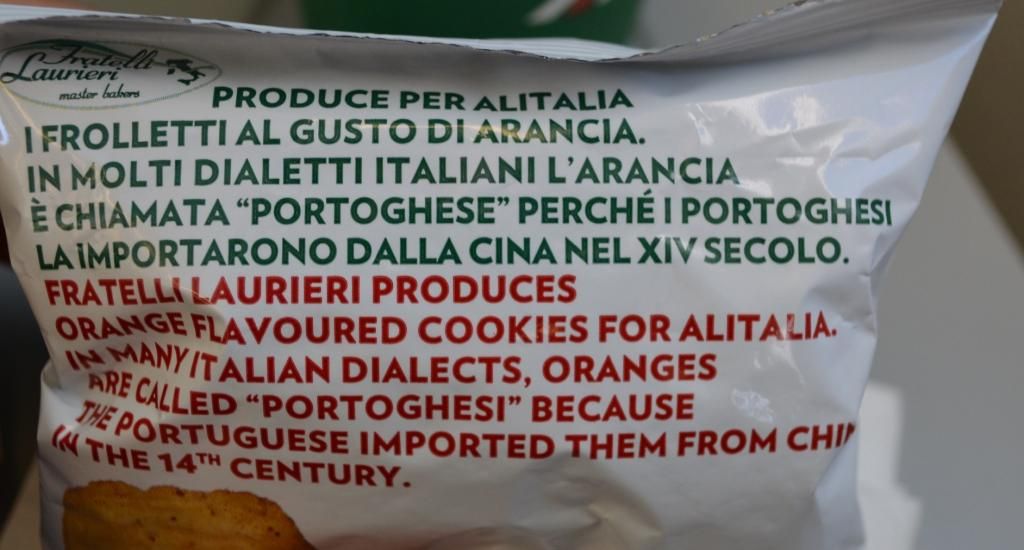 Fratelli
Laurieri
master bakers
PRODUCE PER ALITALIA
I FROLLETTI AL GUSTO DI ARANCIA.
IN MOLTI DIALETTI ITALIANI L'ARANCIA
È CHIAMATA “PORTOGHESE” PERCHÉ I PORTOGHESI
LA IMPORTARONO DALLA CINA NEL XIV SECOLO.
FRATELLI LAURIERI PRODUCES
ORANGE FLAVOURED COOKIES FOR ALITALIA.
IN MANY ITALIAN DIALECTS, ORANGES
ARE CALLED “PORTOGHESI” BECAUSE
THE PORTUGUESE IMPORTED THEM FROM CHIN
IN THE 14TH CENTURY.